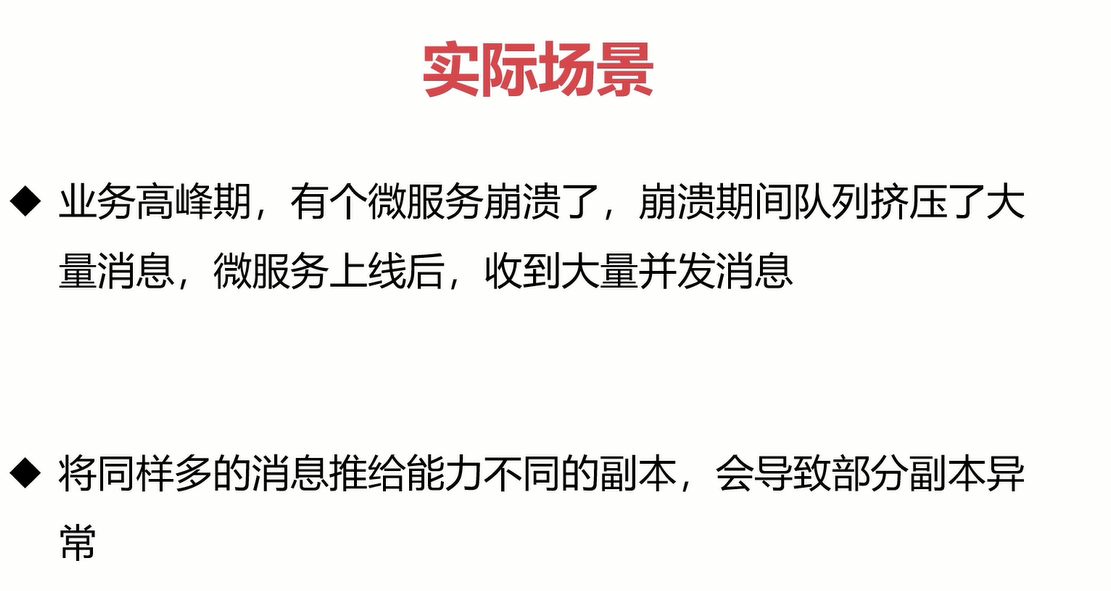 实际场景
◆ 业务高峰期，有个微服务崩溃了，崩溃期间队列挤压了大
量消息，微服务上线后，收到大量并发消息
◆ 将同样多的消息推给能力不同的副本，会导致部分副本异
常